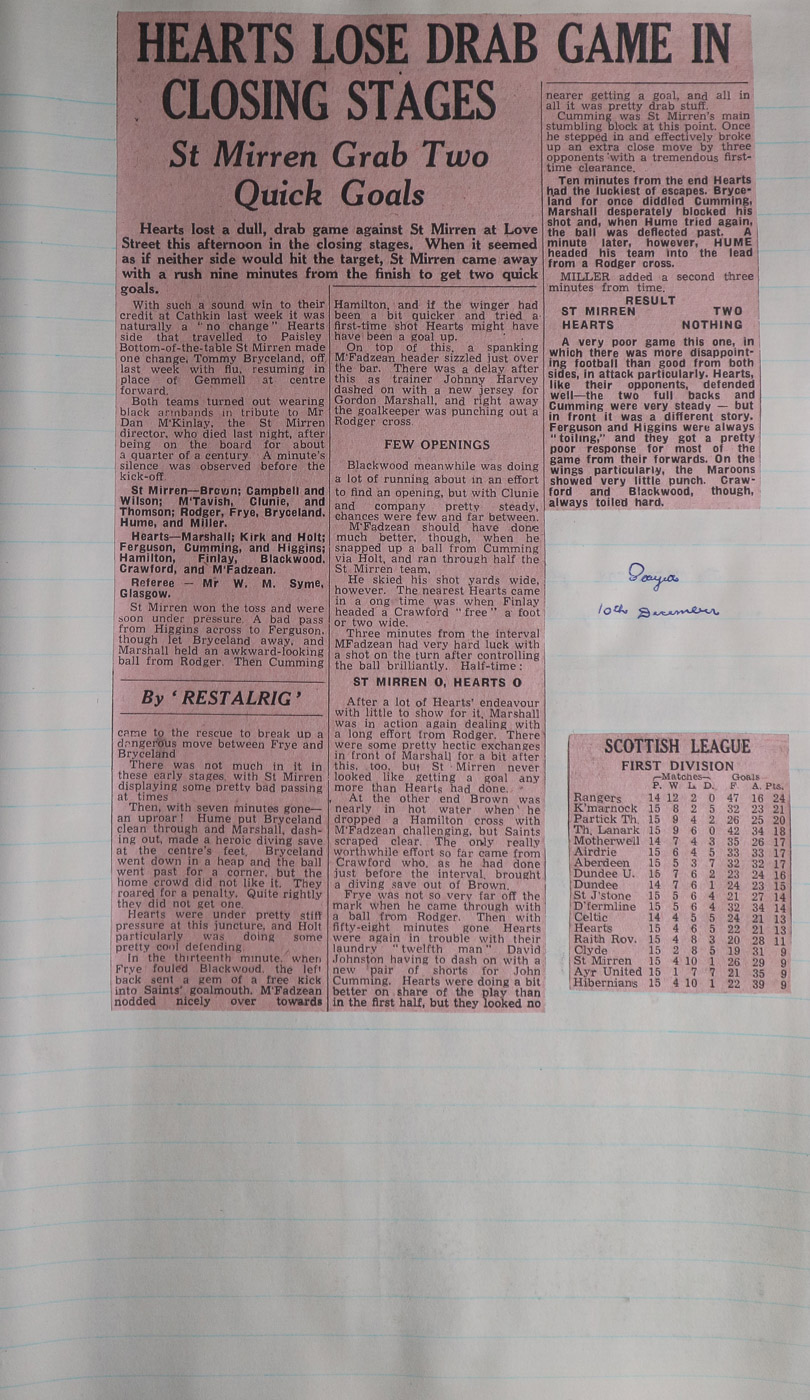 HEARTS LOSE DRAB GAME IN
CLOSING STAGES
St Mirren Grab Two
Quick Goals
Hearts lost a dull, drab game against St Mirren at Love
Street this afternoon in the closing stages. When it seemed
as if neither side would hit the target, St Mirren came away
with a rush nine minutes from the finish to get two quick
goals.
With such a sound win to their
credit at Cathkin last week it was
naturally a "no change" Hearts
side that travelled to Paisley
Bottom-of-the-table St Mirren made
one change, Tommy Bryceland, off
last week with flu, resuming in
place of Gemmell at centre
forward.
Both teams turned out wearing
black armbands in tribute to Mr
Dan M'Kinlay, the St Mirren
director, who died last night, after
being on the board for about
a quarter of a century. A minute's
silence was observed before the
kick-off.
St Mirren—Brown; Campbell and
Wilson; M'Tavish, Clunie, and
Thomson; Rodger, Frye, Bryceland,
Hume, and Miller.
Hearts—Marshall; Kirk and Holt;
Ferguson, Cumming, and Higgins;
Hamilton, Finlay, Blackwood,
Crawford, and M'Fadzean.
Referee — Mr W. M. Syme,
Glasgow.
St Mirren won the toss and were
soon under pressure. A bad pass
from Higgins across to Ferguson,
though let Bryceland away, and
Marshall held an awkward-looking
ball from Rodger. Then Cumming
By 'RESTALRIG'
came to the rescue to break up a
dangerous move between Frye and
Bryceland
There was not much in it in
these early stages, with St Mirren
displaying some pretty bad passing
at times
Then, with seven minutes gone—
an uproar! Hume put Bryceland
clean through and Marshall, dash-
ing out, made a heroic diving save
at the centre's feet. Bryceland
went down in a heap and the ball
went past for a corner, but the
home crowd did not like it. They
roared for a penalty. Quite rightly
they did not get one.
Hearts were under pretty stiff
pressure at this juncture, and Holt
particularly was doing some
pretty cool defending
In the thirteenth minute, when
Frye fouled Blackwood, the left
back sent a gem of a free kick
into Saints' goalmouth. M'Fadzean
nodded nicely over towards
Hamilton, and if the winger had
been a bit quicker and tried a
first-time shot Hearts might have
have been a goal up.
On top of this, a spanking
M'Fadzean header sizzled just over
the bar. There was a delay after
this as trainer Johnny Harvey
dashed on with a new jersey for
Gordon Marshall, and right away
the goalkeeper was punching out a
Rodger cross.
FEW OPENINGS
Blackwood meanwhile was doing
a lot of running about in an effort
to find an opening, but with Clunie
and company pretty steady,
chances were few and far between.
M'Fadzean should have done
much better, though, when he
snapped up a ball from Cumming
via Holt, and ran through half the
St Mirren team.
He skied his shot yards wide,
however. The nearest Hearts came
in a ong time was when Finlay
headed a Crawford "free" a foot
or two wide.
Three minutes from the interval
MFadzean had very hard luck with
a shot on the turn after controlling
the ball brilliantly. Half-time:
ST MIRREN 0, HEARTS 0
After a lot of Hearts' endeavour
with little to show for it, Marshall
was in action again dealing with
a long effort from Rodger. There
were some pretty hectic exchanges
in front of Marshall for a bit after
this, too, but St Mirren never
looked like getting a goal any
more than Hearts had done.
At the other end Brown was
nearly in hot water when he
dropped a Hamilton cross with
M'Fadzean challenging, but Saints
scraped clear. The only really
worthwhile effort so far came from
Crawford who, as he had done
just before the interval, brought
a diving save out of Brown.
Frye was not so very far off the
mark when he came through with
a ball from Rodger. Then with
fifty-eight minutes gone Hearts
were again in trouble with their
laundry "twelfth man" David
Johnston having to dash on with a
new pair of shorts for John
Cumming. Hearts were doing a bit
better on share of the play than
in the first half, but they looked no
nearer getting a goal, and all in
all it was pretty drab stuff.
Cumming was St Mirren's main
stumbling block at this point. Once
he stepped in and effectively broke
up an extra close move by three
opponents with a tremendous first-
time clearance.
Ten minutes from the end Hearts
had the luckiest of escapes. Bryce-
land for once diddled Cumming,
Marshall desperately blocked his
shot and, when Hume tried again,
the ball was deflected past. A
minute later, however, HUME
headed his team into the lead
from a Rodger cross.
MILLER added a second three
minutes from time.
RESULT
ST MIRREN TWO
HEARTS NOTHING
A very poor game this one, in
which there was more disappoint-
ing football than good from both
sides, in attack particularly. Hearts,
like their opponents, defended
well—the two full backs and
Cumming were very steady — but
in front it was a different story.
Ferguson and Higgins were always
"toiling," and they got a pretty
poor response for most of the
game from their forwards. On the
wings particularly, the Maroons
showed very little punch. Craw-
ford and Blackwood, though,
always toiled hard.
10th December
SCOTTISH LEAGUE
FIRST DIVISION
Matches Goals
P. W. L. D. F. A. Pts.
Rangers 14 12 2 0 47 16 24
K'marnock 15 8 2 5 32 23 21
Partick Th. 15 9 4 2 26 25 20
Th. Lanark 15 9 6 0 42 34 18
Motherwell 14 7 4 3 35 26 17
Airdrie 15 6 4 5 33 33 17
Aberdeen 15 5 3 7 32 32 17
Dundee U. 15 7 6 2 23 24 16
Dundee 14 7 6 1 24 23 15
St J'stone 15 5 6 4 21 27 14
D'fermline 15 5 6 4 32 34 14
Celtic 14 4 5 5 24 21 13
Hearts 15 4 6 5 22 21 13
Raith Rov. 15 4 8 3 20 28 11
Clyde 15 2 8 5 19 31 9
St Mirren 15 4 10 1 26 29 9
Ayr United 15 1 7 7 21 35 9
Hibernians 15 4 10 1 22 39 9